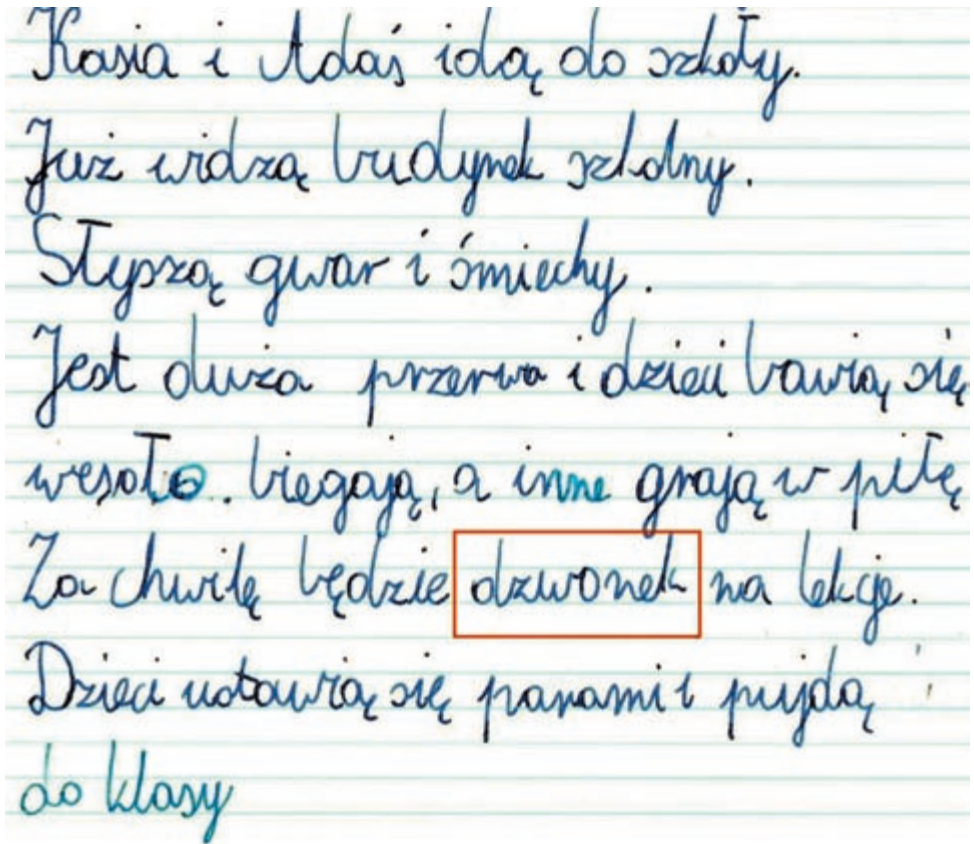 Kasia i Adaś idą do szkoły.
Już widzą budynek szkolny.
Słyszą gwar i śmiechy.
Jest duża przerwa i dzieci bawią się
wesoło. biegają, a inne grają w piłę
Za chwilę będzie dzwonek na lekcje.
Dzieci ustawią się parami i pujdą
do klasy